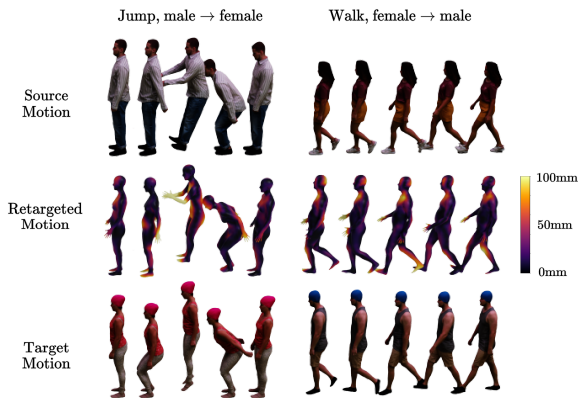 Jump, male → female
Walk, female → male
Source
Motion
Retargeted
Motion
100mm
50mm
0mm
Target
Motion